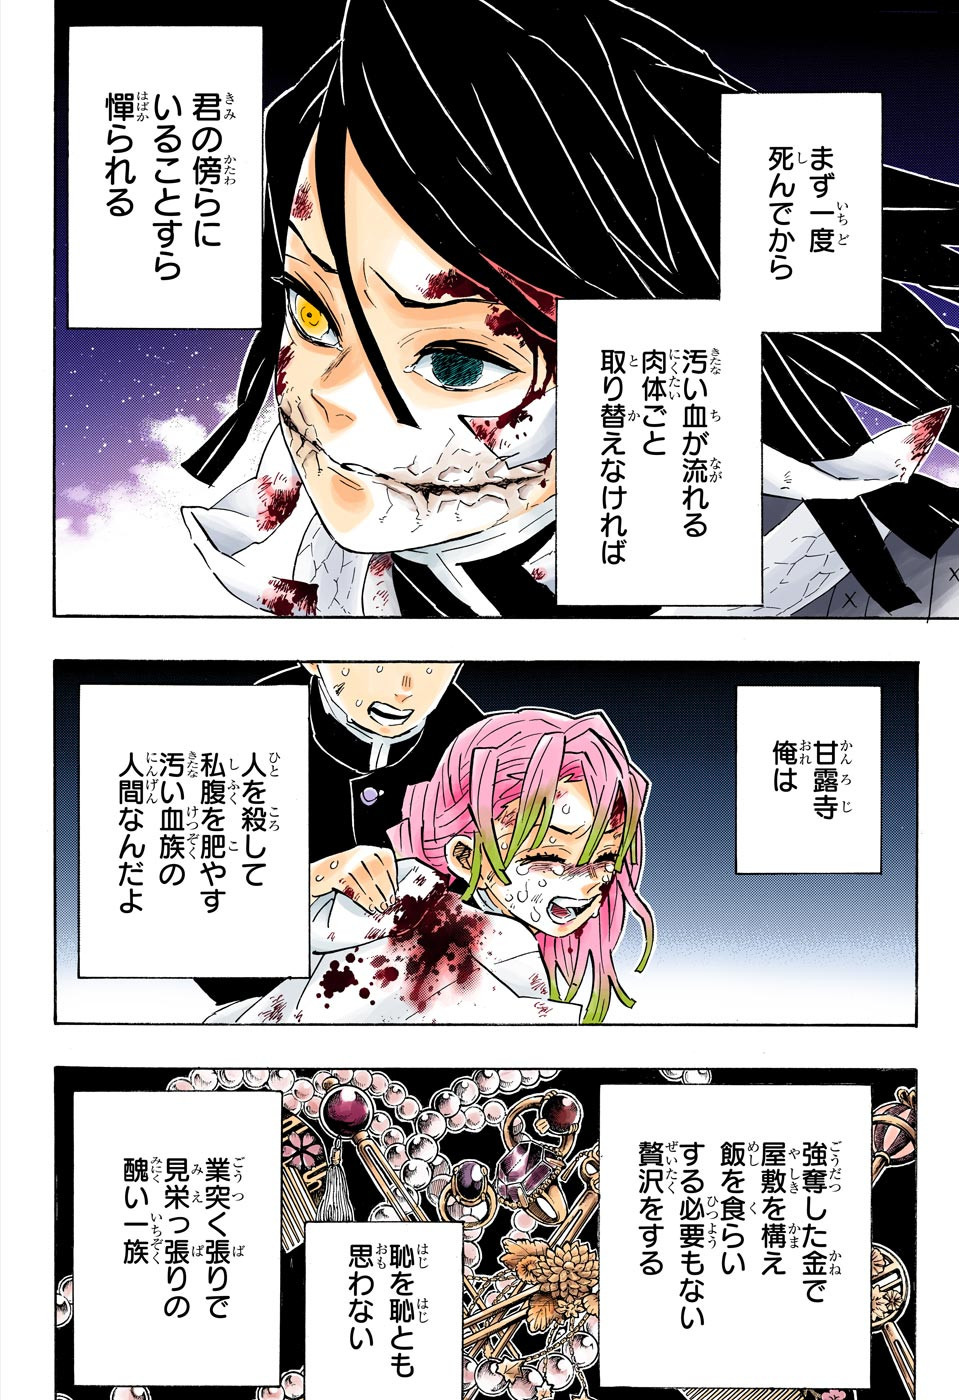 まず一度
死んでから
汚い血が流れる
肉体ごと
取り替えなければ
君の傍らに
いることすら
憚られる
甘露寺
俺は
人を殺して
私腹を肥やす
汚い血族の
人間なんだよ
強奪した金で
屋敷を構え
飯を食らい
する必要もない
贅沢をする
恥を恥とも
思わない
業突く張りで
見栄っ張りの
醜い一族